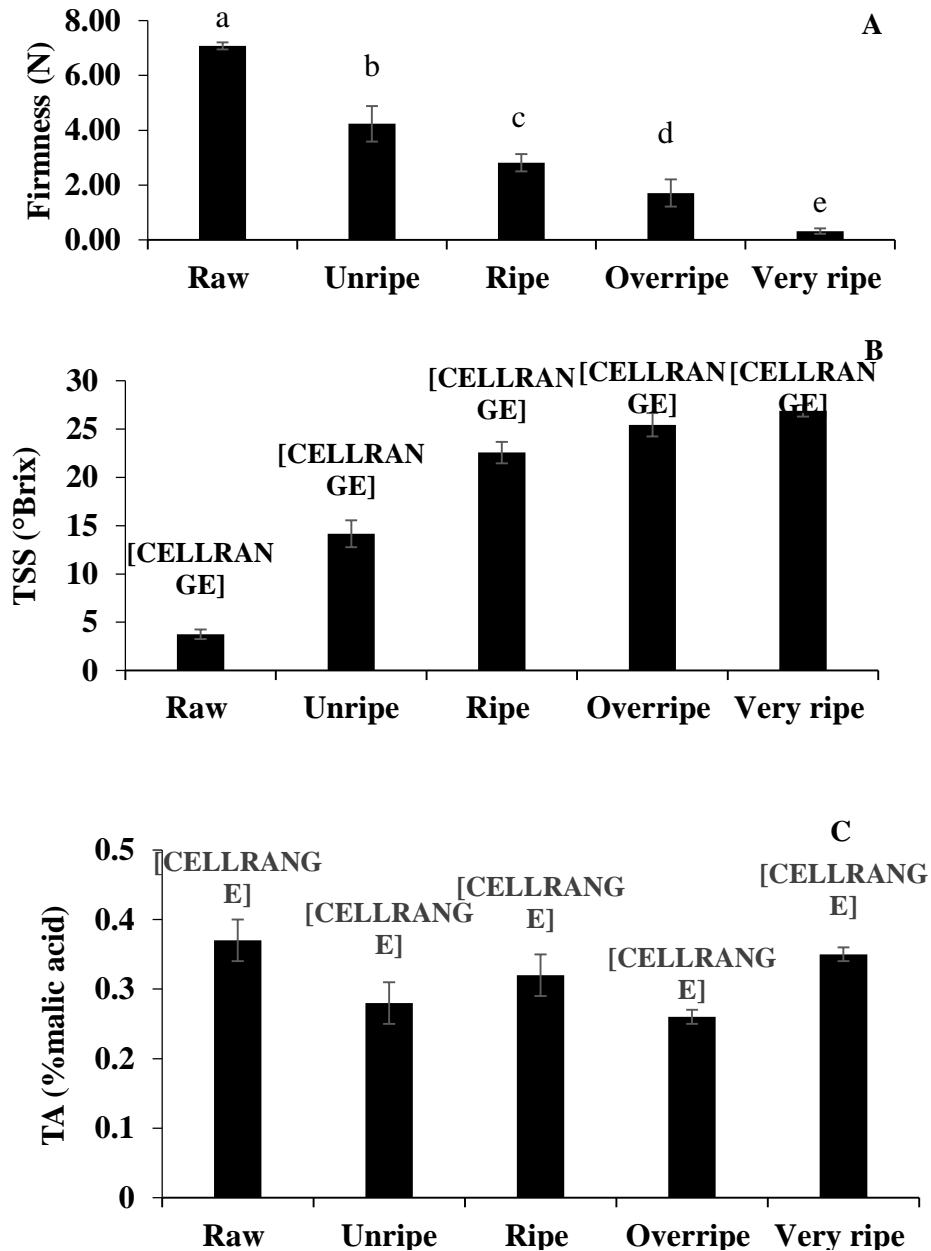 A
a
b
c
d
e
8.00
6.00
4.00
2.00
0.00
Firmness (N)
Raw Unripe Ripe Overripe Very ripe
B
[CELLRAN
GE]
[CELLRAN
GE]
[CELLRAN
GE]
[CELLRAN
GE]
[CELLRAN
GE]
30
25
20
15
10
5
0
TSS (°Brix)
Raw Unripe Ripe Overripe Very ripe
C
[CELLRANG
E]
[CELLRANG
E]
[CELLRANG
E]
[CELLRANG
E]
[CELLRANG
E]
0.5
0.4
0.3
0.2
0.1
0
TA (%malic acid)
Raw Unripe Ripe Overripe Very ripe